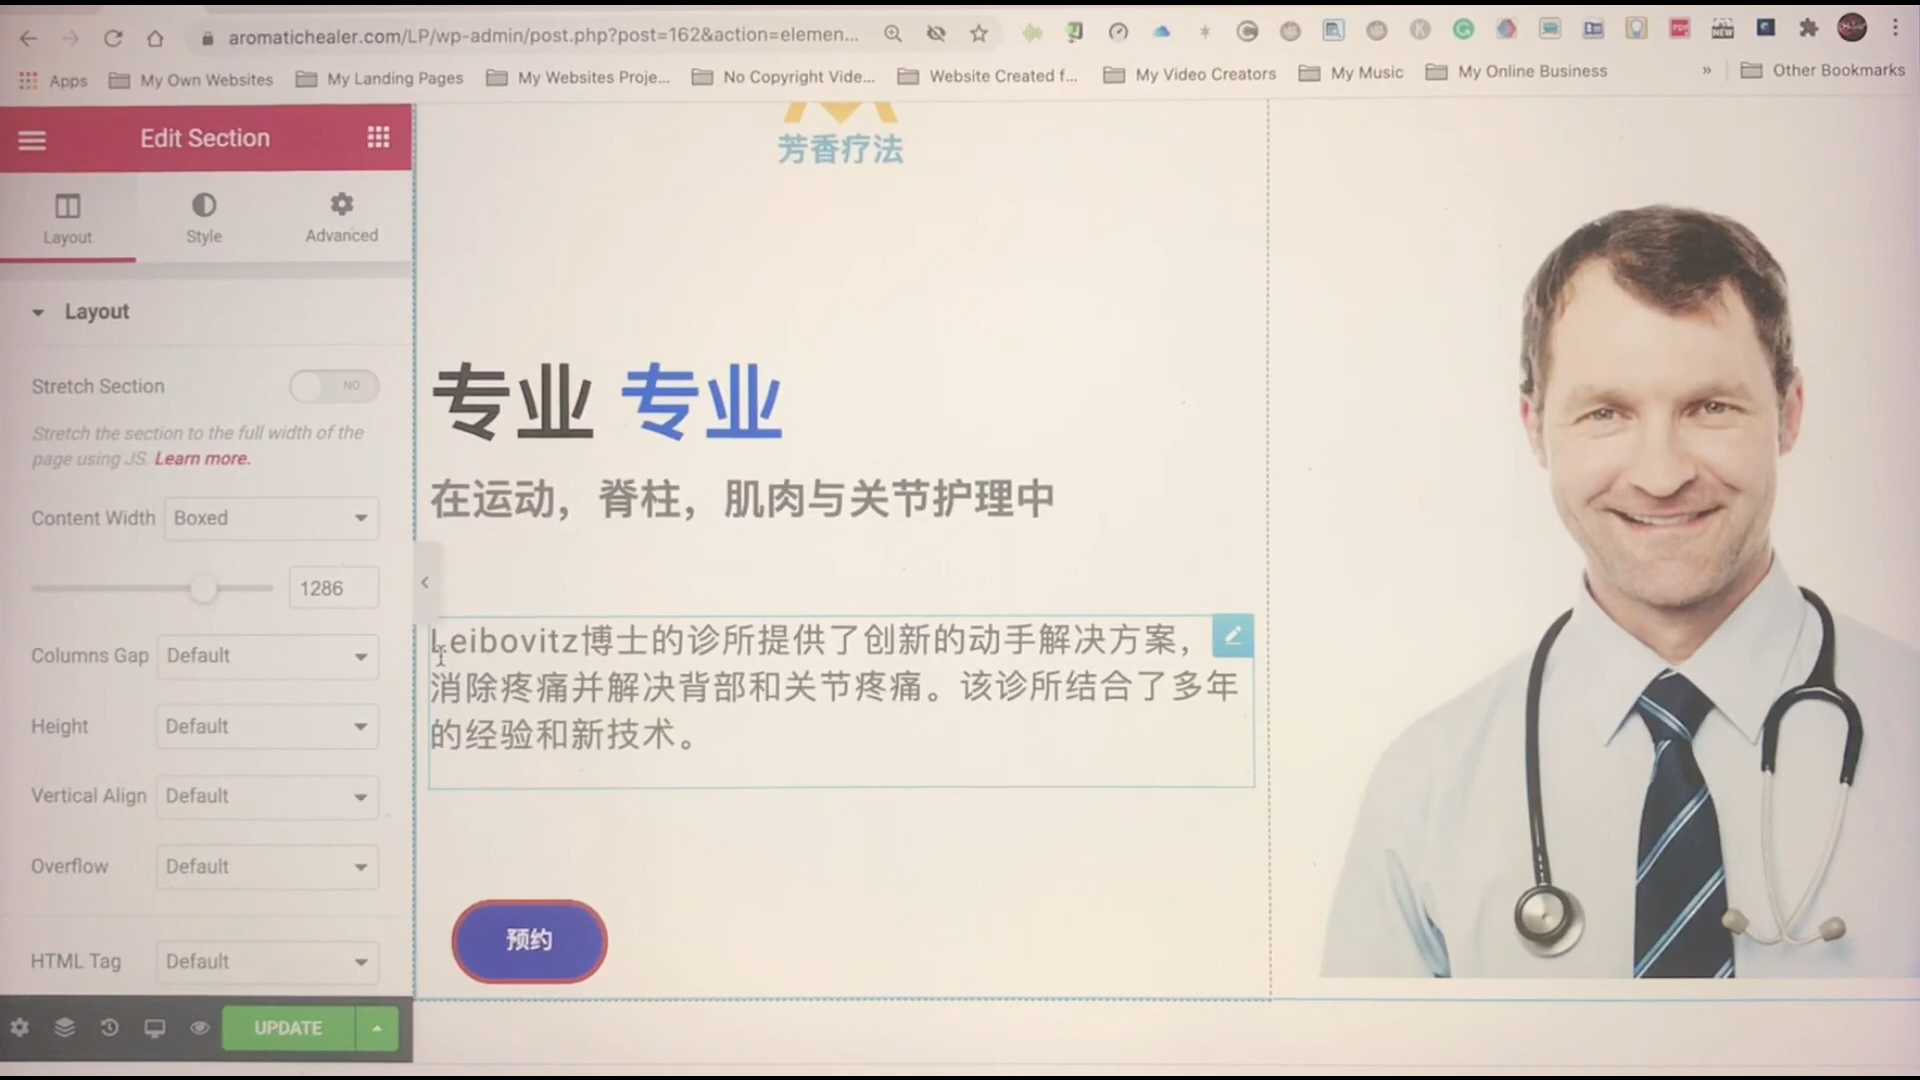 aromatichealer.com/LP/wp-admin/post.php?post=162&action=elemen...
Apps
My Own Websites
My Landing Pages
My Websites Proje...
No Copyright Vide...
Website Created f...
My Video Creators
My Music
My Online Business
»
Other Bookmarks
Edit Section
Layout
Style
Advanced
Layout
Stretch Section
NO
Stretch the section to the full width of the
page using JS. Learn more.
Content Width
Boxed
1286
Columns Gap
Default
Height
Default
Vertical Align
Default
Overflow
Default
HTML Tag
Default
UPDATE
芳香疗法
专业 专业
在运动，脊柱，肌肉与关节护理中
Leibovitz博士的诊所提供了创新的动手解决方案，
消除疼痛并解决背部和关节疼痛。该诊所结合了多年
的经验和新技术。
预约